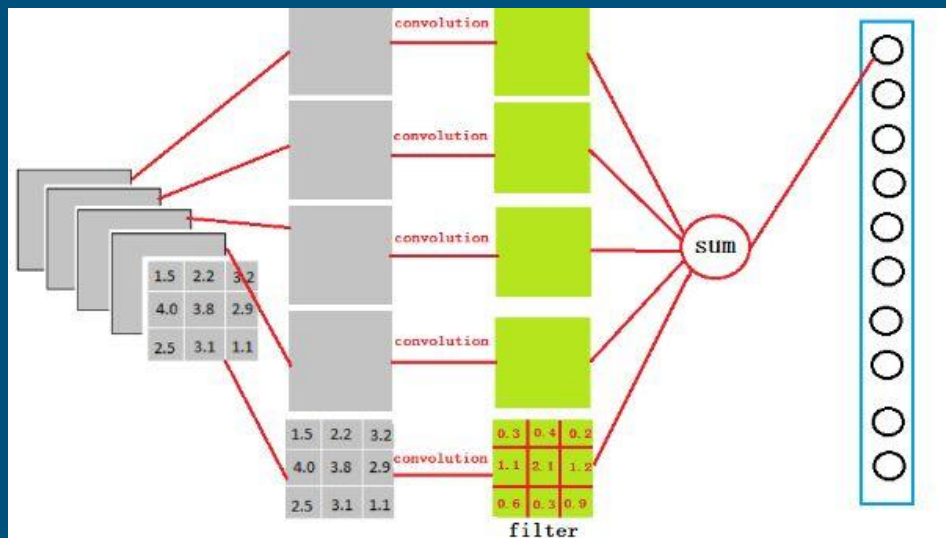 convolution
convolution
convolution
convolution
convolution
sum
1.5 2.2 3.2
4.0 3.8 2.9
2.5 3.1 1.1
1.5 2.2 3.2
4.0 3.8 2.9
2.5 3.1 1.1
0.3 0.4 0.2
1.1 2.1 1.2
0.6 0.3 0.9
filter